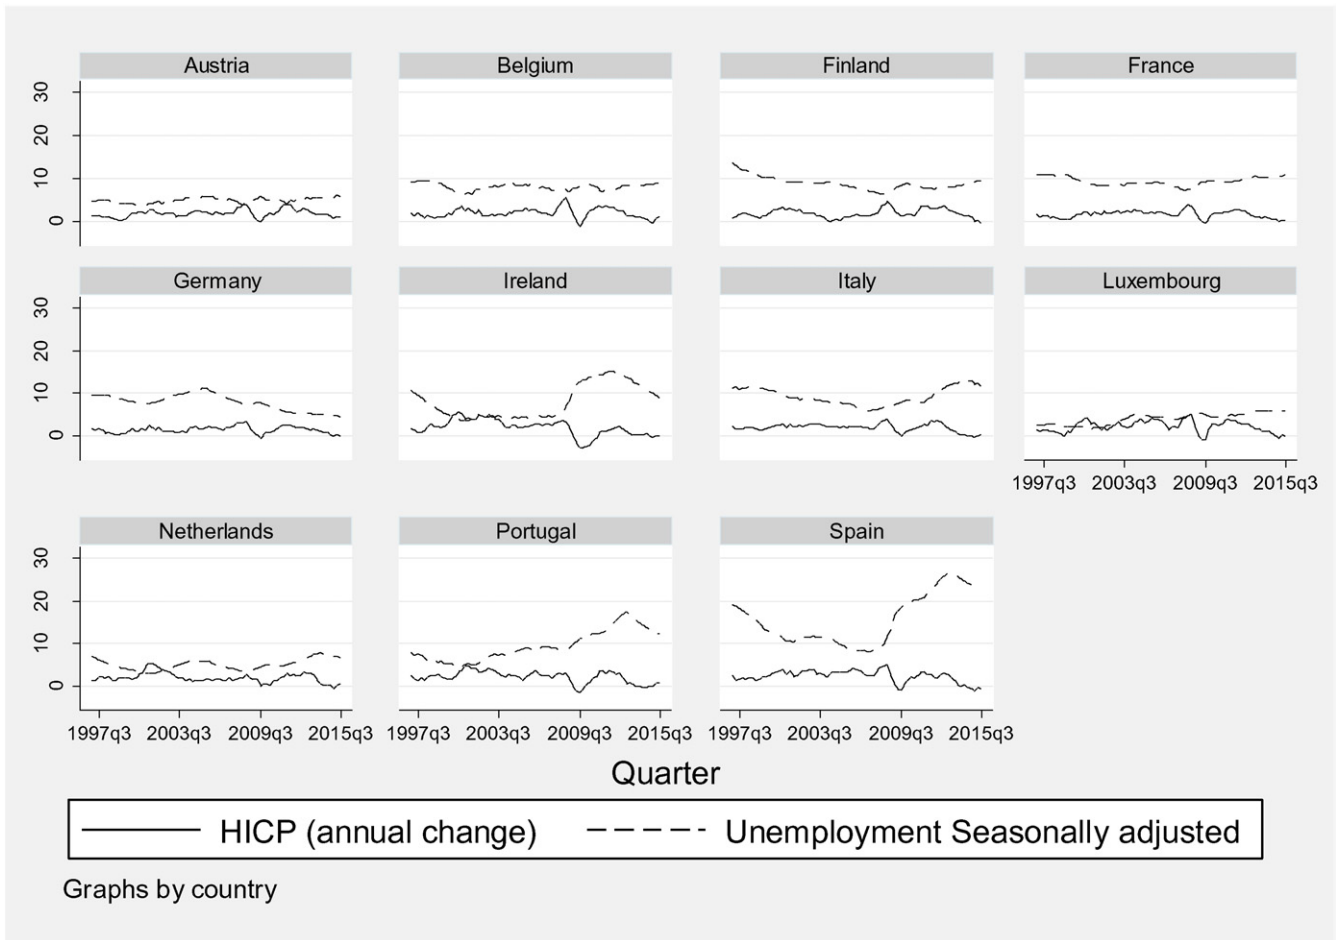 Austria Belgium Finland France
30
20
10
0
Germany Ireland Italy Luxembourg
30
20
10
0
1997q3 2003q3 2009q3 2015q3
Netherlands Portugal Spain
30
20
10
0
1997q3 2003q3 2009q3 2015q3 1997q3 2003q3 2009q3 2015q3 1997q3 2003q3 2009q3 2015q3
Quarter
HICP (annual change) Unemployment Seasonally adjusted
Graphs by country